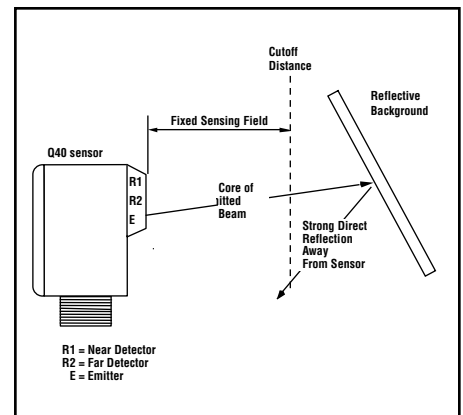 Cutoff
Distance
Reflective
Background
Fixed Sensing Field
Q40 sensor
R1
R2
E
Core of
itted
Beam
Strong Direct
Reflection
Away
From Sensor
R1 = Near Detector
R2 = Far Detector
E = Emitter